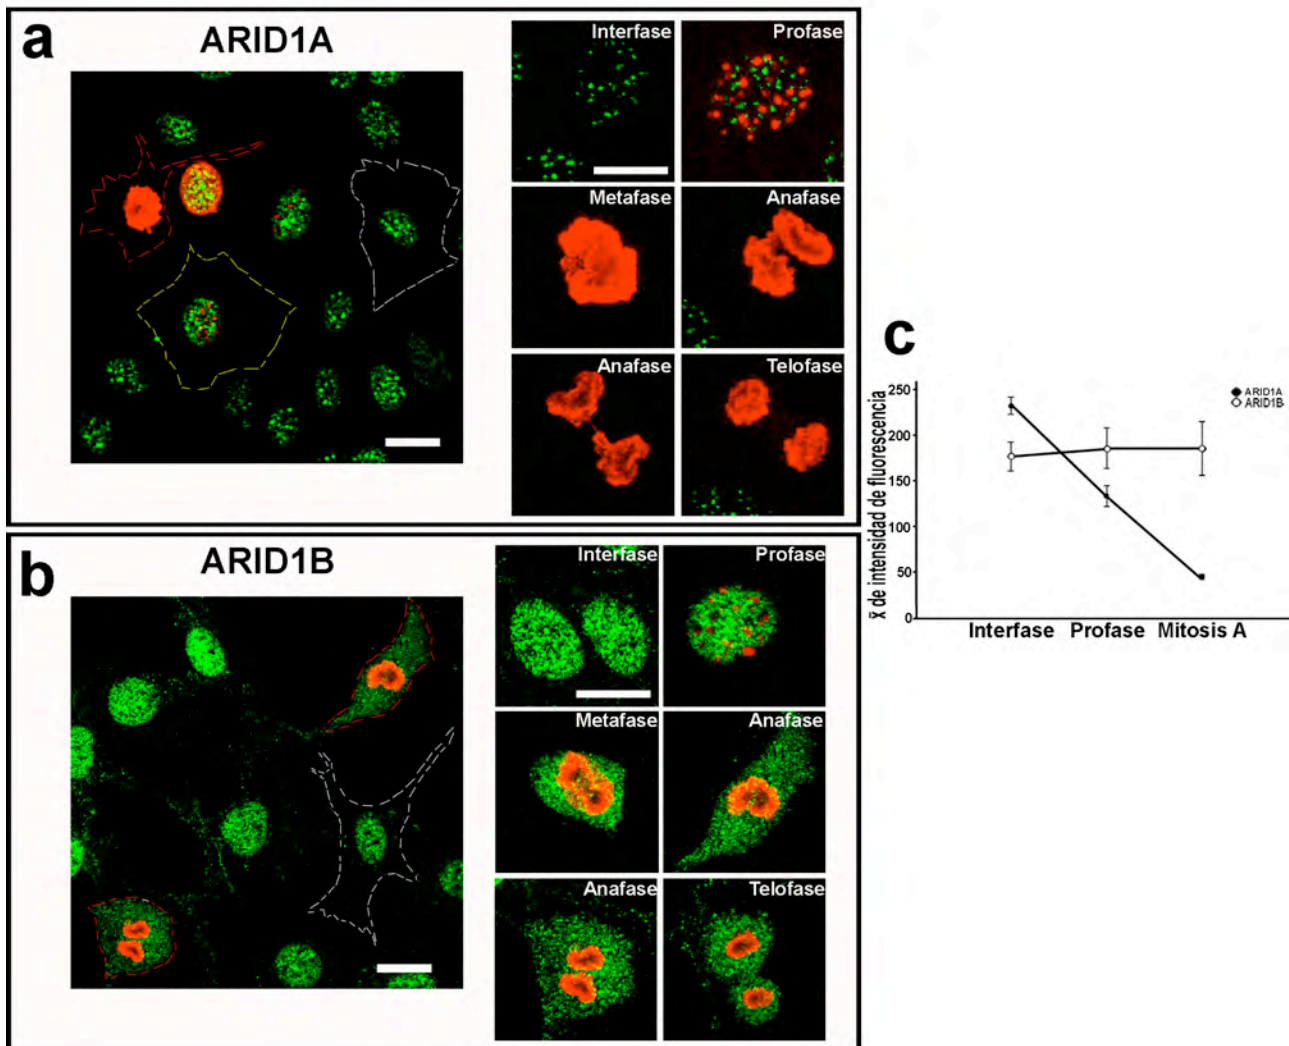 a
ARID1A
Interfase
Profase
Metafase
Anafase
Anafase
Telofase
b
ARID1B
Interfase
Profase
Metafase
Anafase
Anafase
Telofase
c
x̄ de intensidad de fluorescencia
250
200
150
100
50
0
ARID1A
ARID1B
Interfase Profase Mitosis A